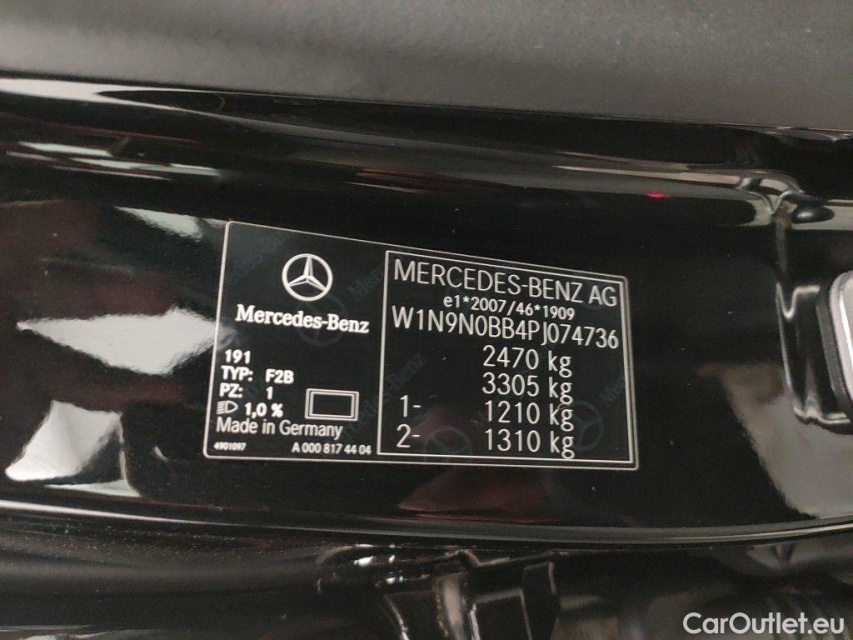 Mercedes-Benz
191
TYP: F2B
PZ: 1
1,0 %
Made in Germany
4901097 A 000 817 44 04
MERCEDES-BENZ AG
e1*2007/46*1909
W1N9N0BB4PJ074736
2470 kg
3305 kg
1- 1210 kg
2- 1310 kg
CarOutlet.eu